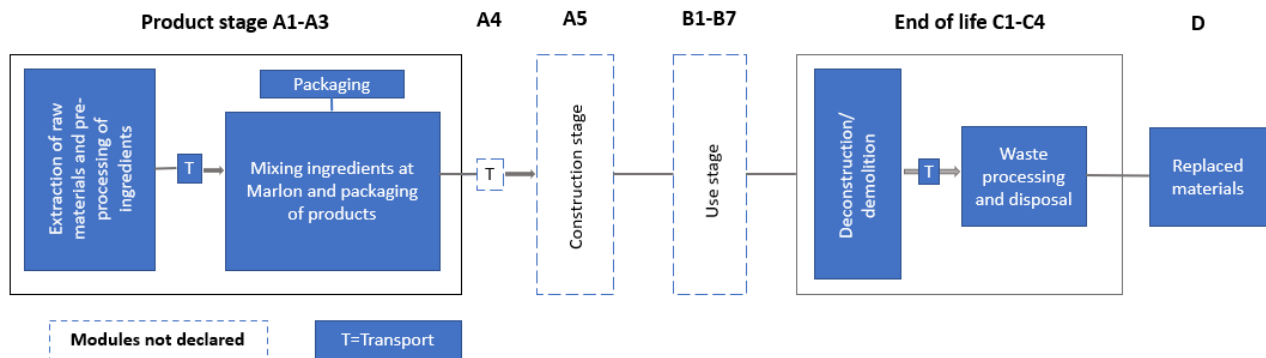 Product stage A1-A3
A4
A5
B1-B7
End of life C1-C4
D
Extraction of raw
materials and pre-
processing of
ingredients
T
Packaging
Mixing ingredients at
Marlon and packaging
of products
T
Construction stage
Use stage
Deconstruction/
demolition
T
Waste
processing
and disposal
Replaced
materials
Modules not declared
T=Transport